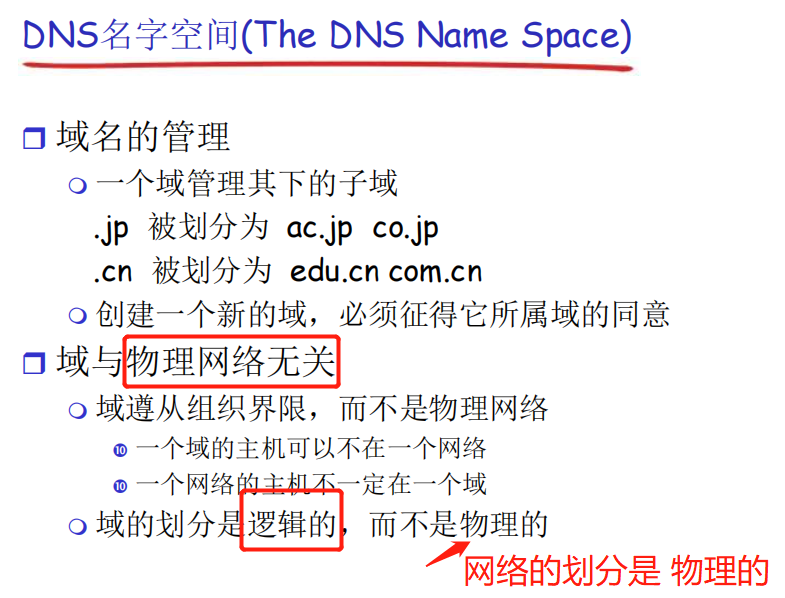 DNS名字空间(The DNS Name Space)
域名的管理
一个域管理其下的子域
.jp 被划分为 ac.jp co.jp
.cn 被划分为 edu.cn com.cn
创建一个新的域，必须征得它所属域的同意
域与物理网络无关
域遵从组织界限，而不是物理网络
⑩ 一个域的主机可以不在一个网络
⑩ 一个网络的主机不一定在一个域
域的划分是逻辑的，而不是物理的
网络的划分是 物理的